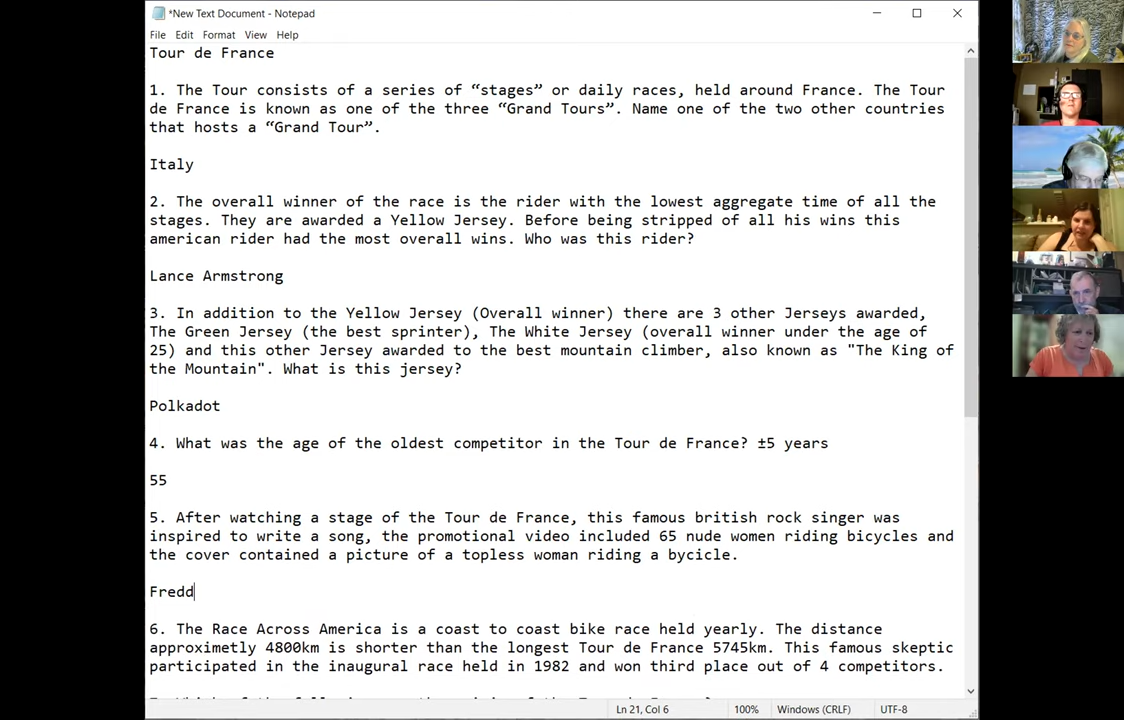 *New Text Document - Notepad
File Edit Format View Help
Tour de France
1. The Tour consists of a series of “stages” or daily races, held around France. The Tour
de France is known as one of the three “Grand Tours”. Name one of the two other countries
that hosts a “Grand Tour”.
Italy
2. The overall winner of the race is the rider with the lowest aggregate time of all the
stages. They are awarded a Yellow Jersey. Before being stripped of all his wins this
american rider had the most overall wins. Who was this rider?
Lance Armstrong
3. In addition to the Yellow Jersey (Overall winner) there are 3 other Jerseys awarded,
The Green Jersey (the best sprinter), The White Jersey (overall winner under the age of
25) and this other Jersey awarded to the best mountain climber, also known as "The King of
the Mountain". What is this jersey?
Polkadot
4. What was the age of the oldest competitor in the Tour de France? ±5 years
55
5. After watching a stage of the Tour de France, this famous british rock singer was
inspired to write a song, the promotional video included 65 nude women riding bicycles and
the cover contained a picture of a topless woman riding a bycicle.
Fredd
6. The Race Across America is a coast to coast bike race held yearly. The distance
approximetly 4800km is shorter than the longest Tour de France 5745km. This famous skeptic
participated in the inaugural race held in 1982 and won third place out of 4 competitors.
Ln 21, Col 6 100% Windows (CRLF) UTF-8